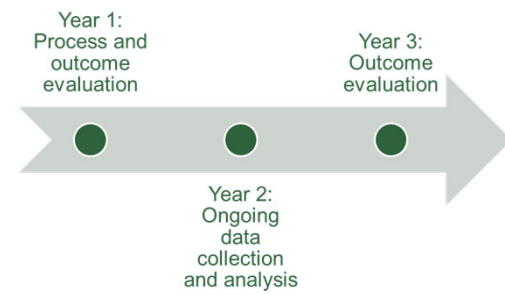 Year 1:
Process and
outcome
evaluation
Year 2:
Ongoing
data
collection
and analysis
Year 3:
Outcome
evaluation